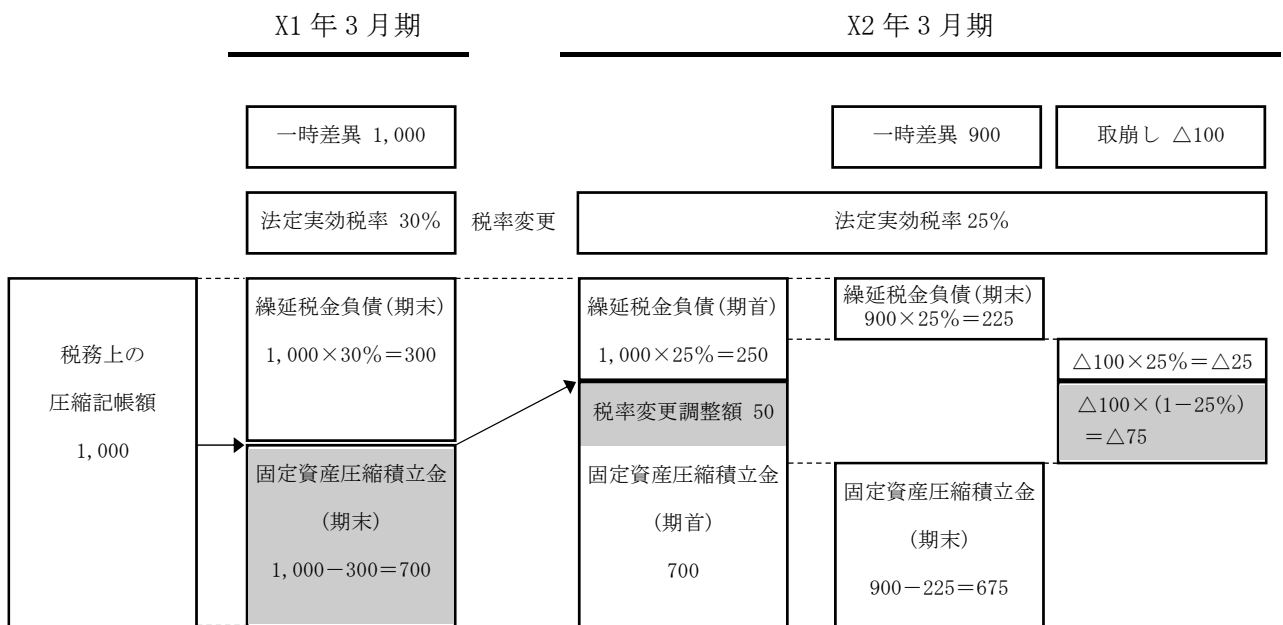 X1 年 3 月期
X2 年 3 月期
一時差異 1,000
一時差異 900
取崩し △100
法定実効税率 30%
税率変更
法定実効税率 25%
税務上の
圧縮記帳額
1,000
繰延税金負債(期末)
1,000×30%＝300
固定資産圧縮積立金
(期末)
1,000－300＝700
繰延税金負債(期首)
1,000×25%＝250
税率変更調整額 50
固定資産圧縮積立金
(期首)
700
繰延税金負債(期末)
900×25%＝225
固定資産圧縮積立金
(期末)
900－225＝675
△100×25%＝△25
△100×(1－25%)
＝△75